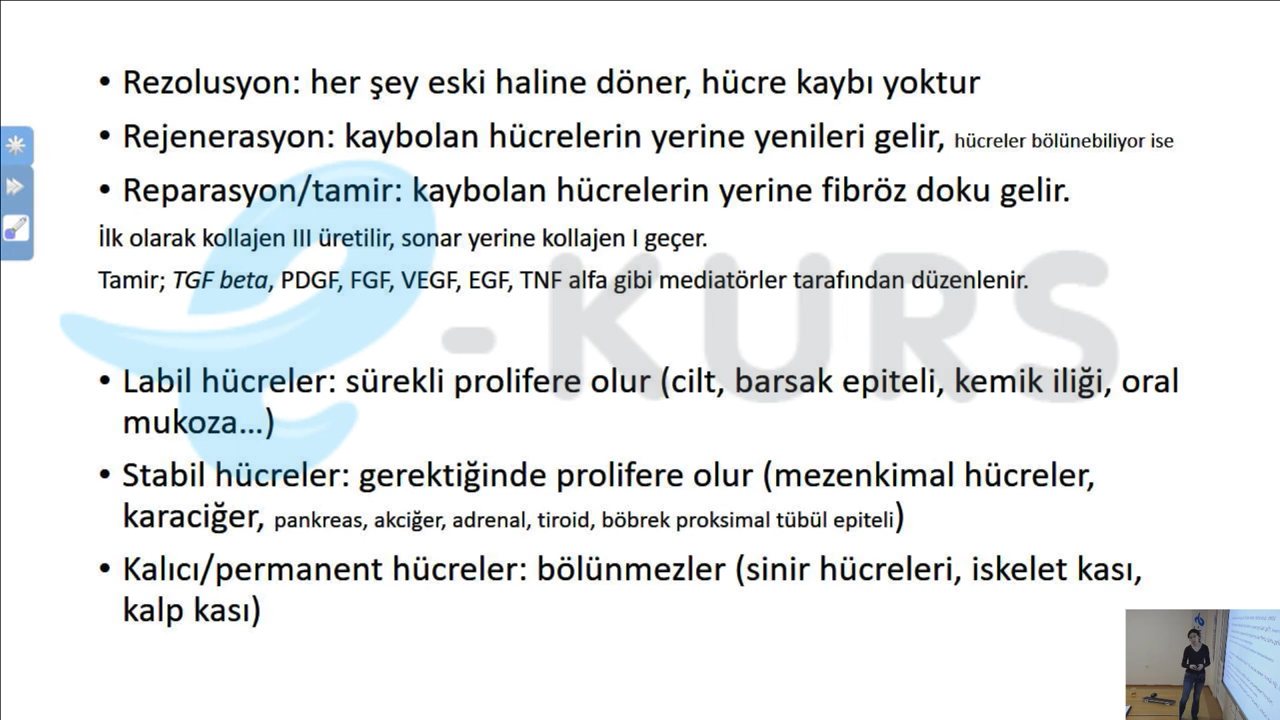 • Rezolusyon: her şey eski haline döner, hücre kaybı yoktur
• Rejenerasyon: kaybolan hücrelerin yerine yenileri gelir, hücreler bölünebiliyor ise
• Reparasyon/tamir: kaybolan hücrelerin yerine fibröz doku gelir.
İlk olarak kollajen III üretilir, sonar yerine kollajen I geçer.
Tamir; TGF beta, PDGF, FGF, VEGF, EGF, TNF alfa gibi mediatörler tarafından düzenlenir.
e-KURS
• Labil hücreler: sürekli prolifere olur (cilt, barsak epiteli, kemik iliği, oral
mukoza...)
• Stabil hücreler: gerektiğinde prolifere olur (mezenkimal hücreler,
karaciğer, pankreas, akciğer, adrenal, tiroid, böbrek proksimal tübül epiteli)
• Kalıcı/permanent hücreler: bölünmezler (sinir hücreleri, iskelet kası,
kalp kası)